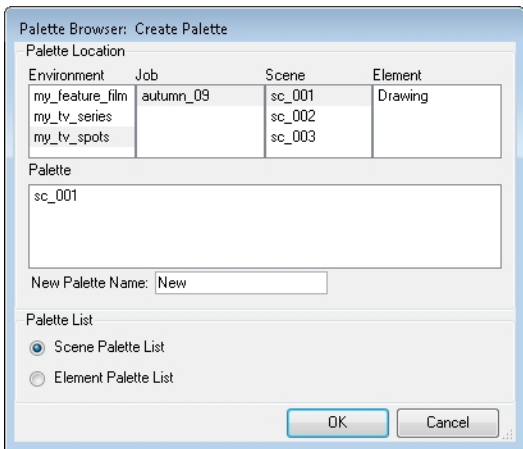 Palette Browser: Create Palette
Palette Location
Environment Job Scene Element
my_feature_film autumn_09 sc_001 Drawing
my_tv_series sc_002
my_tv_spots sc_003
Palette
sc_001
New Palette Name: New
Palette List
Scene Palette List
Element Palette List
OK Cancel